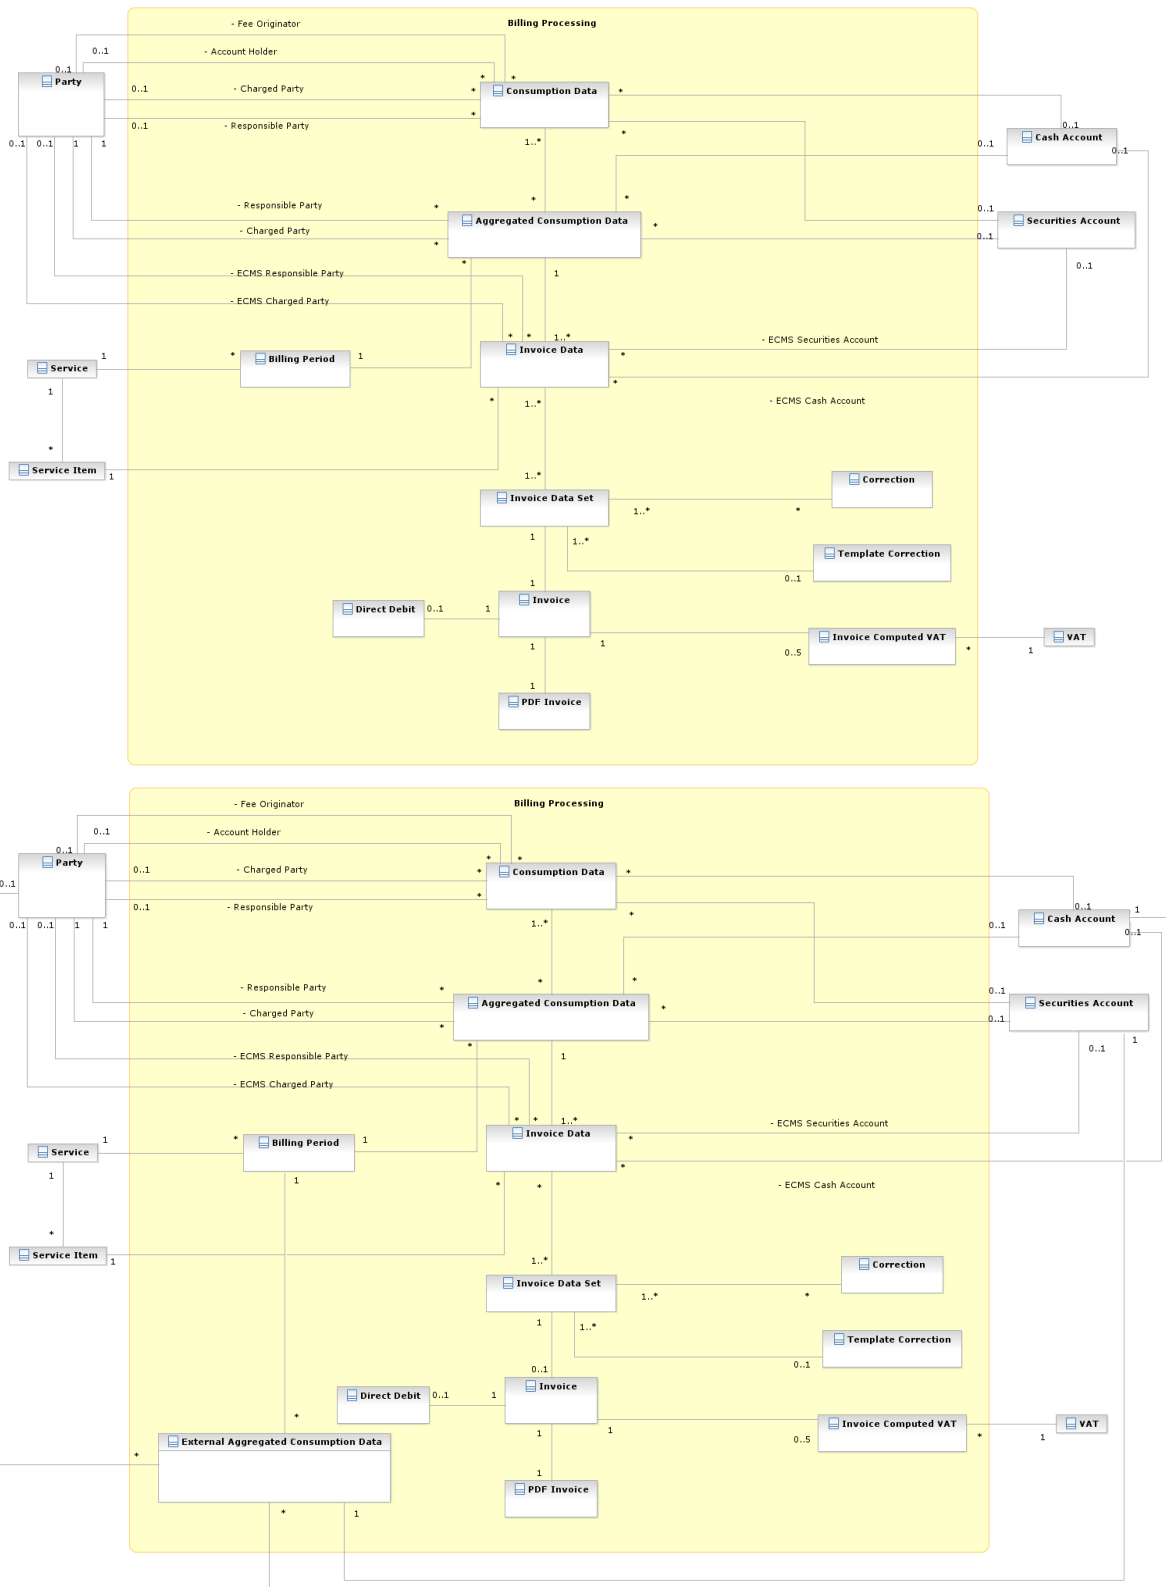 - Fee Originator
Billing Processing
0..1
- Account Holder
0..1
Party
*
*
0..1
- Charged Party
*
Consumption Data
*
*
0..1
- Responsible Party
*
0..1
Cash Account
0..1
0..1
0..1
1
1
1..*
0..1
- Responsible Party
*
*
*
0..1
Securities Account
Aggregated Consumption Data
*
- Charged Party
*
0..1
*
0..1
- ECMS Responsible Party
1
- ECMS Charged Party
*
*
1..*
- ECMS Securities Account
Invoice Data
*
Service
1
*
Billing Period
1
*
1
*
1..*
- ECMS Cash Account
*
Service Item
1
1..*
Correction
Invoice Data Set
1..*
*
1
1..*
Template Correction
0..1
1
Invoice
Direct Debit
0..1
1
Invoice Computed VAT
VAT
1
1
0..5
*
1
1
PDF Invoice
- Fee Originator
Billing Processing
0..1
- Account Holder
0..1
Party
*
*
0..1
- Charged Party
*
Consumption Data
*
0..1
*
0..1
- Responsible Party
*
0..1
1
Cash Account
0..1
0..1
0..1
1
1
1..*
0..1
- Responsible Party
*
*
*
0..1
Securities Account
Aggregated Consumption Data
*
- Charged Party
*
0..1
*
0..1
1
- ECMS Responsible Party
1
- ECMS Charged Party
*
*
1..*
- ECMS Securities Account
Invoice Data
*
Service
1
*
Billing Period
1
*
1
1
*
*
- ECMS Cash Account
*
Service Item
1
1..*
Correction
Invoice Data Set
1..*
*
1
1..*
Template Correction
0..1
0..1
Invoice
Direct Debit
0..1
1
Invoice Computed VAT
VAT
*
1
1
0..5
*
1
External Aggregated Consumption Data
*
1
PDF Invoice
*
1